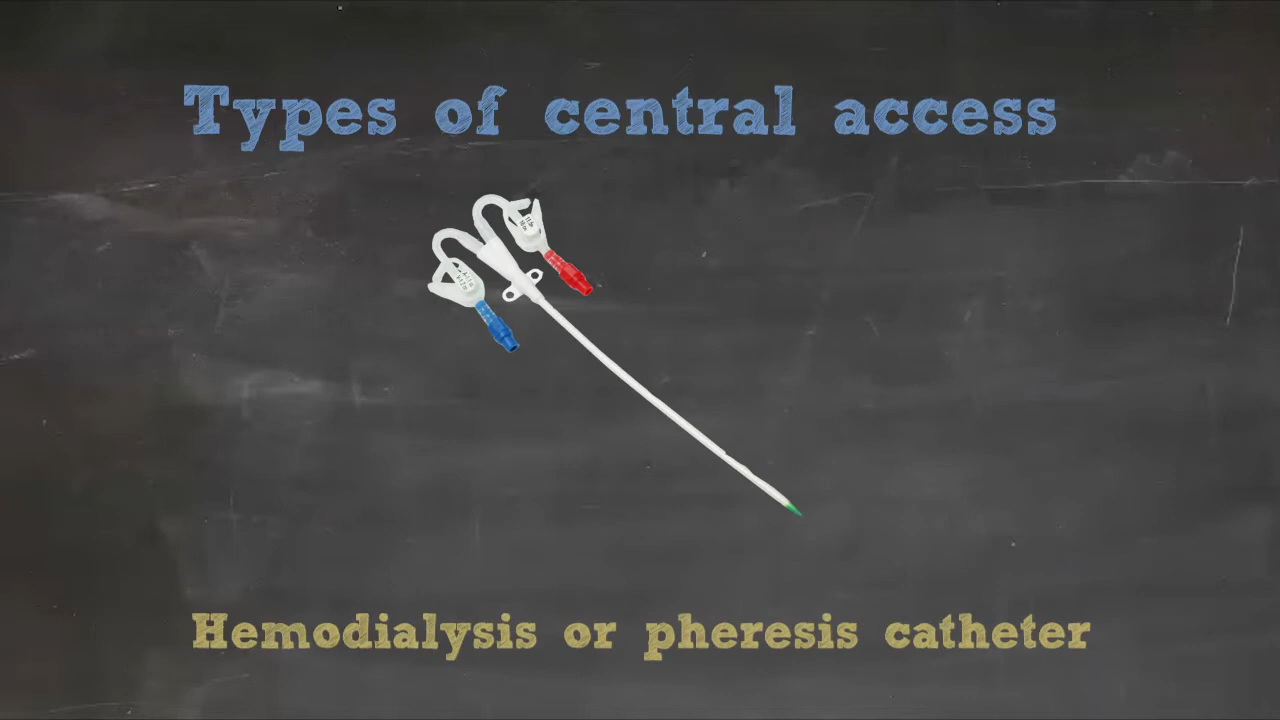 Types of central access
Hemodialysis or pheresis catheter